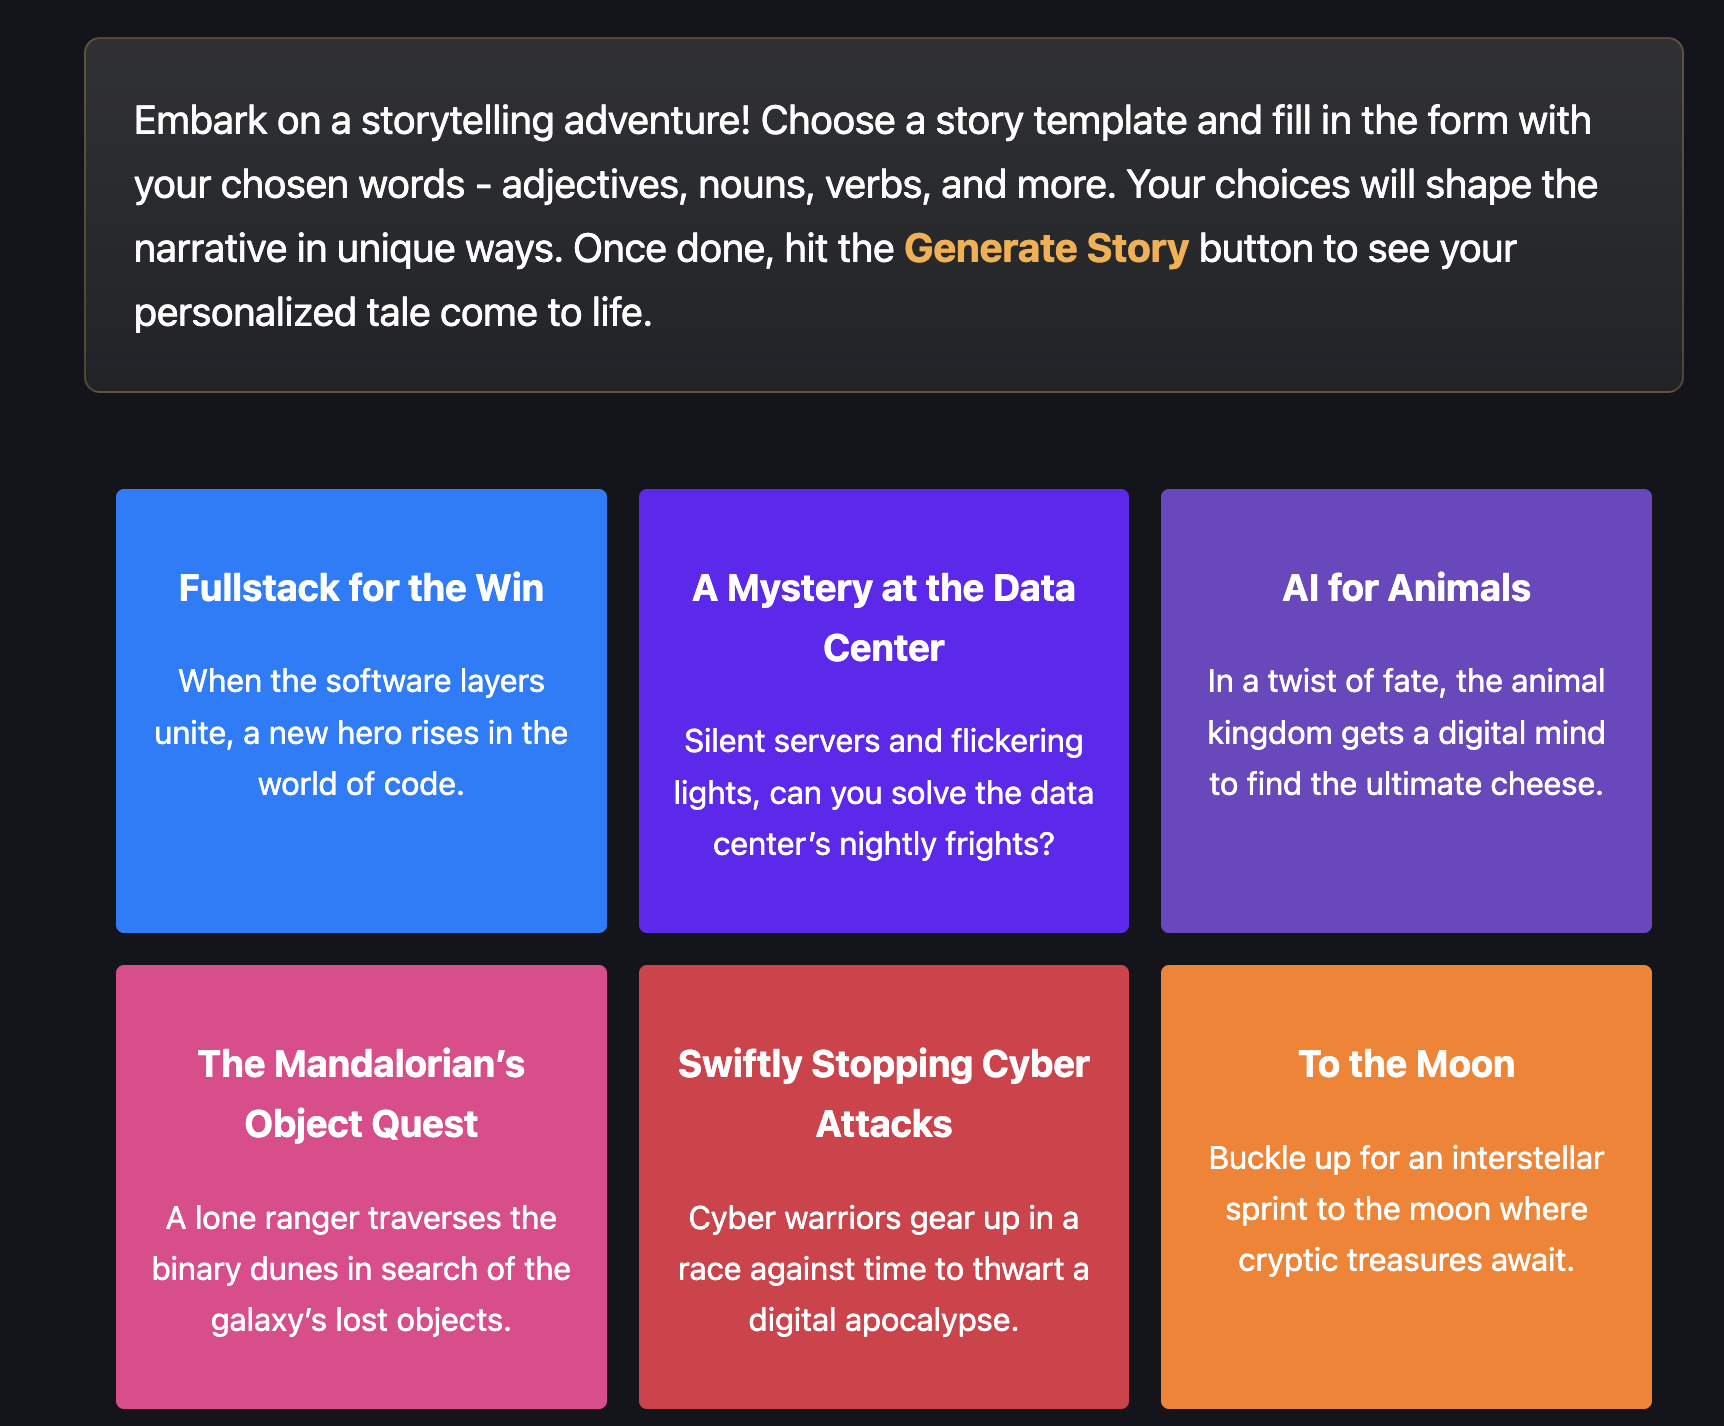 Embark on a storytelling adventure! Choose a story template and fill in the form with
your chosen words - adjectives, nouns, verbs, and more. Your choices will shape the
narrative in unique ways. Once done, hit the Generate Story button to see your
personalized tale come to life.
Fullstack for the Win
When the software layers
unite, a new hero rises in the
world of code.
A Mystery at the Data
Center
Silent servers and flickering
lights, can you solve the data
center’s nightly frights?
AI for Animals
In a twist of fate, the animal
kingdom gets a digital mind
to find the ultimate cheese.
The Mandalorian’s
Object Quest
A lone ranger traverses the
binary dunes in search of the
galaxy’s lost objects.
Swiftly Stopping Cyber
Attacks
Cyber warriors gear up in a
race against time to thwart a
digital apocalypse.
To the Moon
Buckle up for an interstellar
sprint to the moon where
cryptic treasures await.